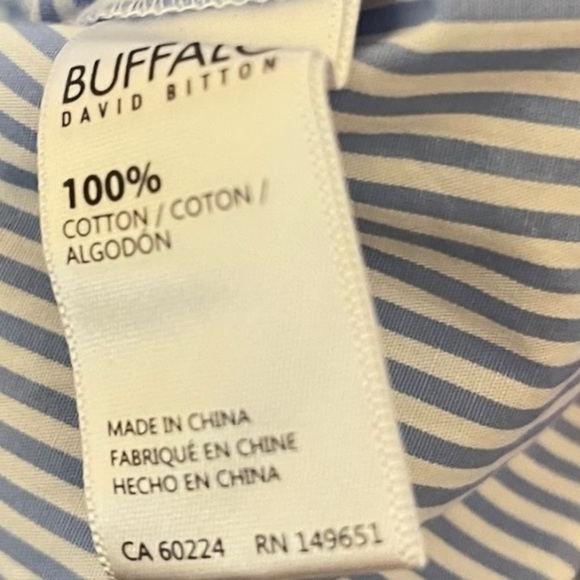 BUFFALO
DAVID BITTON
100%
COTTON / COTON /
ALGODÓN
MADE IN CHINA
FABRIQUÉ EN CHINE
HECHO EN CHINA
CA 60224 RN 149651